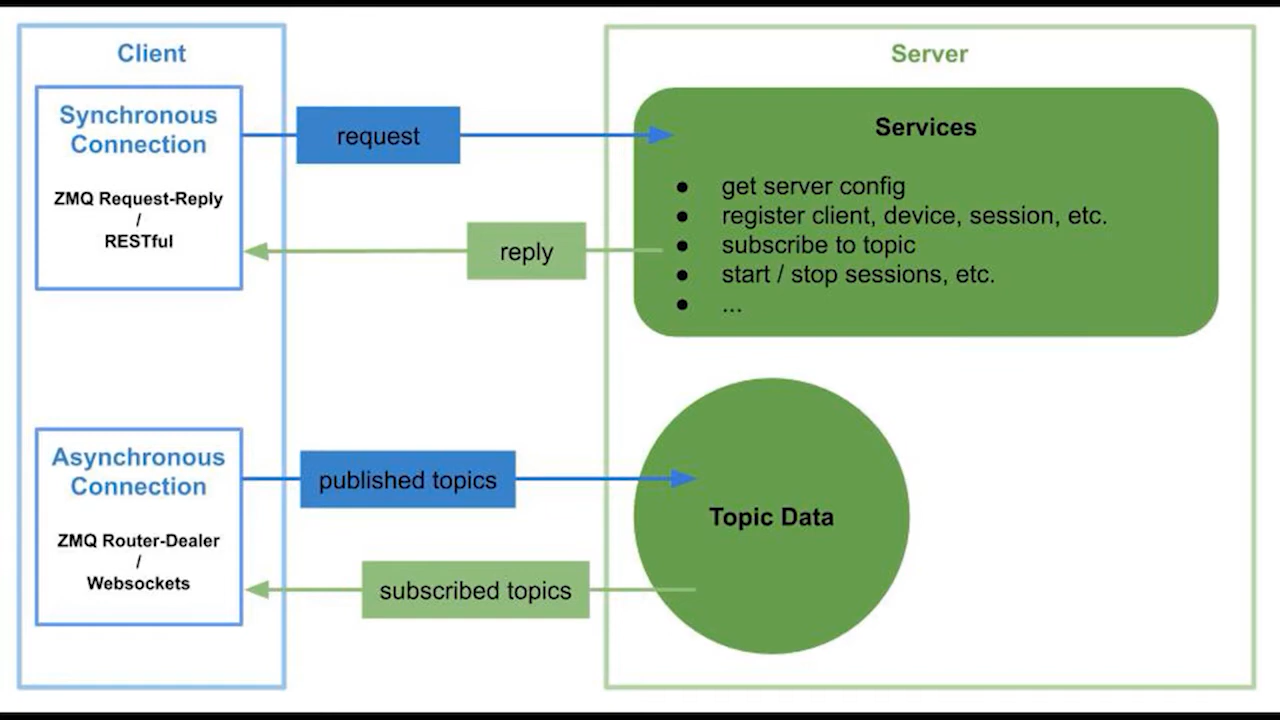 Client
Synchronous
Connection
ZMQ Request-Reply
/
RESTful
request
reply
Server
Services
● get server config
● register client, device, session, etc.
● subscribe to topic
● start / stop sessions, etc.
● ...
Asynchronous
Connection
ZMQ Router-Dealer
/
Websockets
published topics
subscribed topics
Topic Data